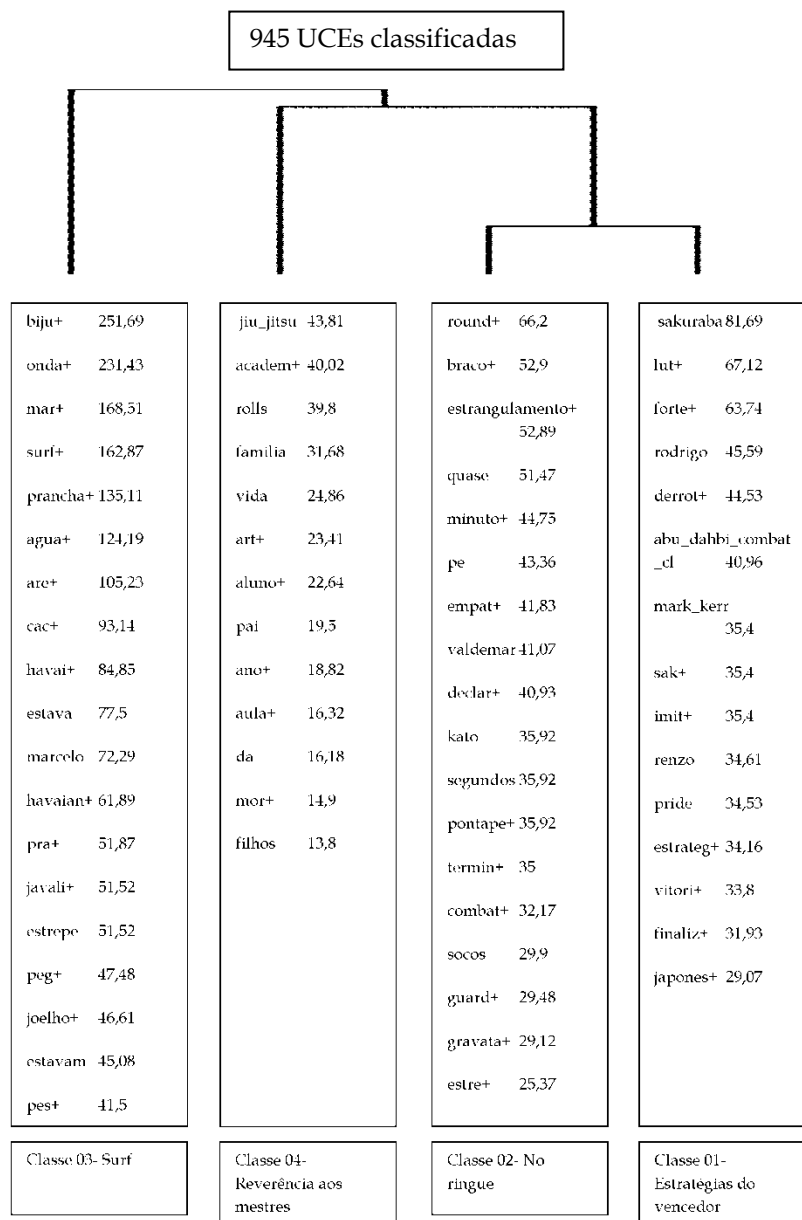 945 UCEs classificadas
biju+ 251,69
onda+ 231,43
mar+ 168,51
surf+ 162,87
prancha+ 135,11
agua+ 124,19
are+ 105,23
cac+ 93,14
havai+ 84,85
estava 77,5
marcelo 72,29
havaian+ 61,89
pra+ 51,87
javali+ 51,52
estrepe 51,52
peg+ 47,48
joelho+ 46,61
estavam 45,08
pes+ 41,5
Classe 03- Surf
jiu_jitsu 43,81
academ+ 40,02
rolls 39,8
familia 31,68
vida 24,86
art+ 23,41
aluno+ 22,64
pai 19,5
ano+ 18,82
aula+ 16,32
da 16,18
mor+ 14,9
filhos 13,8
Classe 04-
Reverência aos
mestres
round+ 66,2
braco+ 52,9
estrangulamento+
52,89
quase 51,47
minuto+ 44,75
pe 43,36
empat+ 41,83
valdemar 41,07
declar+ 40,93
kato 35,92
segundos 35,92
pontape+ 35,92
termin+ 35
combat+ 32,17
socos 29,9
guard+ 29,48
gravata+ 29,12
estre+ 25,37
Classe 02- No
ringue
sakuraba 81,69
lut+ 67,12
forte+ 63,74
rodrigo 45,59
derrot+ 44,53
abu_dahbi_combat
_cl 40,96
mark_kerr
35,4
sak+ 35,4
imit+ 35,4
renzo 34,61
pride 34,53
estrateg+ 34,16
vitori+ 33,8
finaliz+ 31,93
japones+ 29,07
Classe 01-
Estratégias do
vencedor